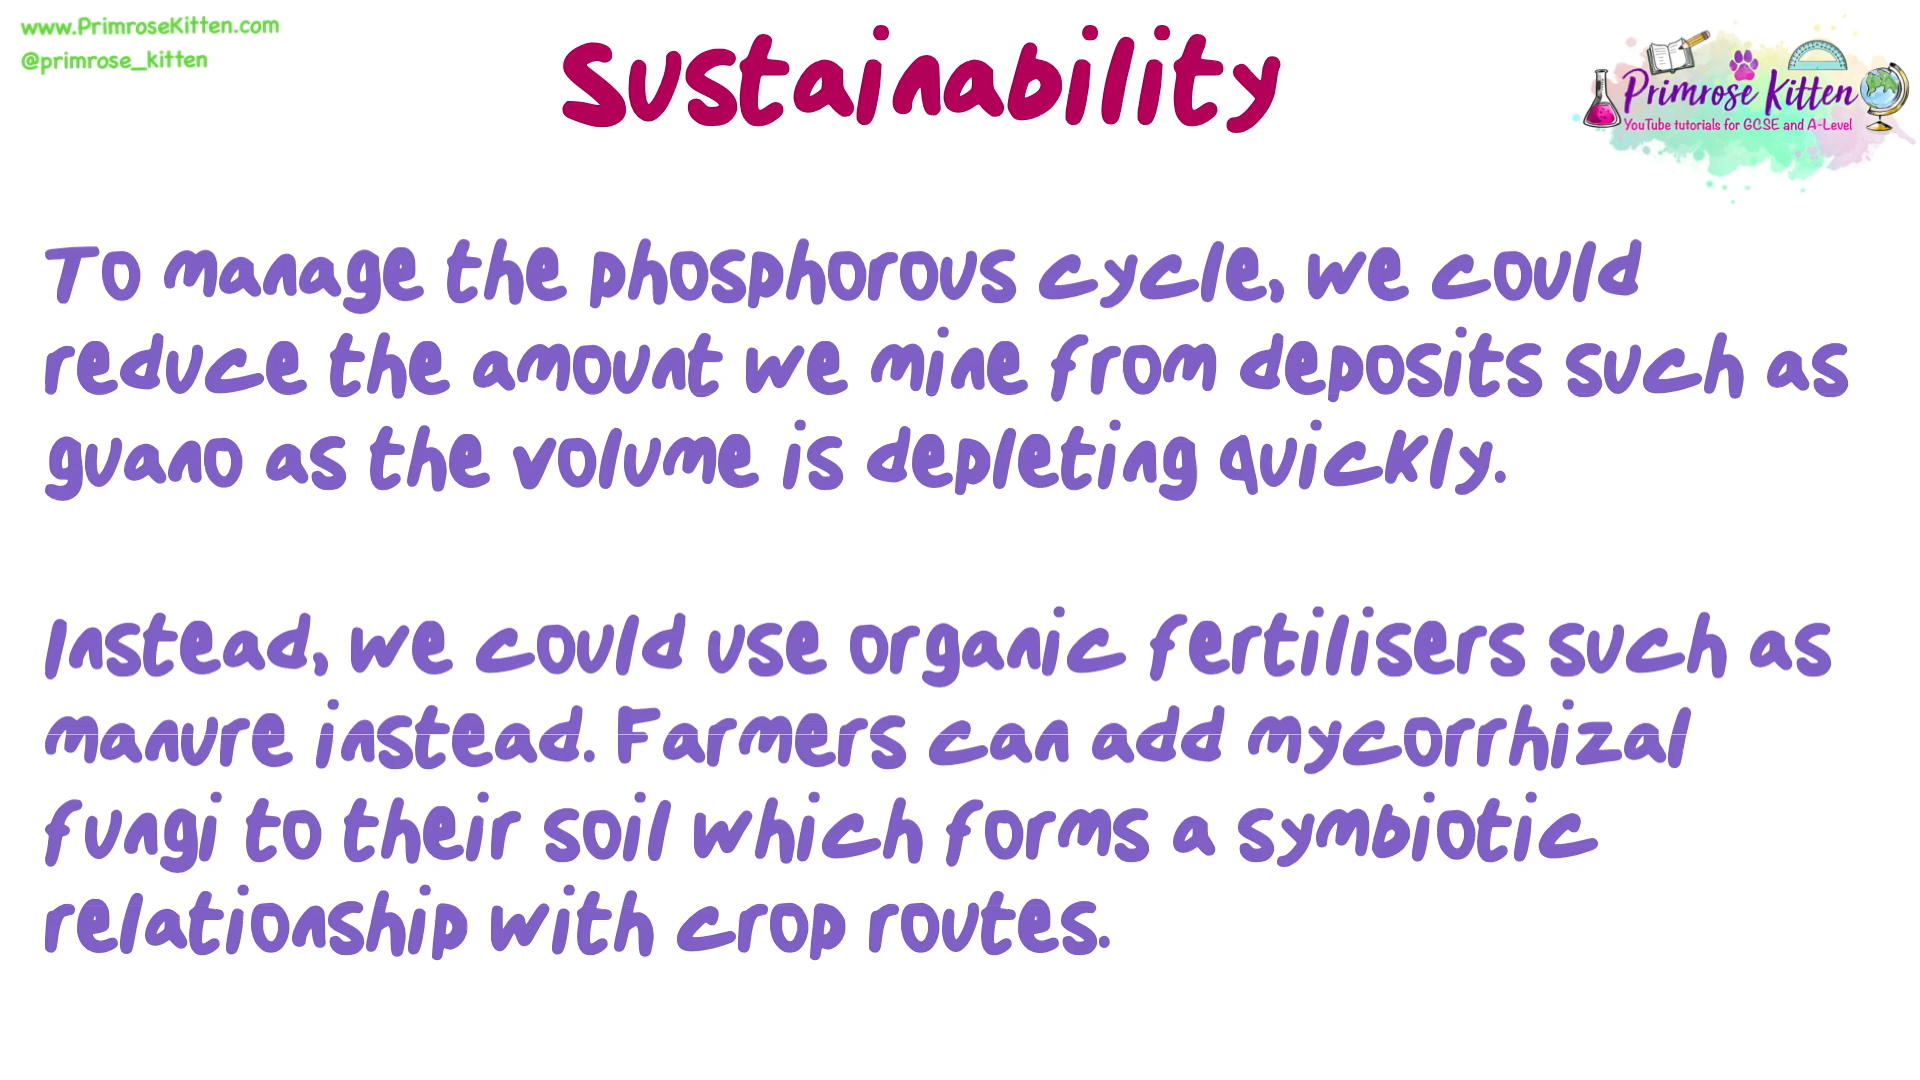 www.PrimroseKitten.com
@primrose_kitten
Sustainability
Primrose Kitten
YouTube tutorials for GCSE and A-Level
To manage the phosphorous cycle, we could
reduce the amount we mine from deposits such as
guano as the volume is depleting quickly.
Instead, we could use organic fertilisers such as
manure instead. Farmers can add mycorrhizal
fungi to their soil which forms a symbiotic
relationship with crop routes.